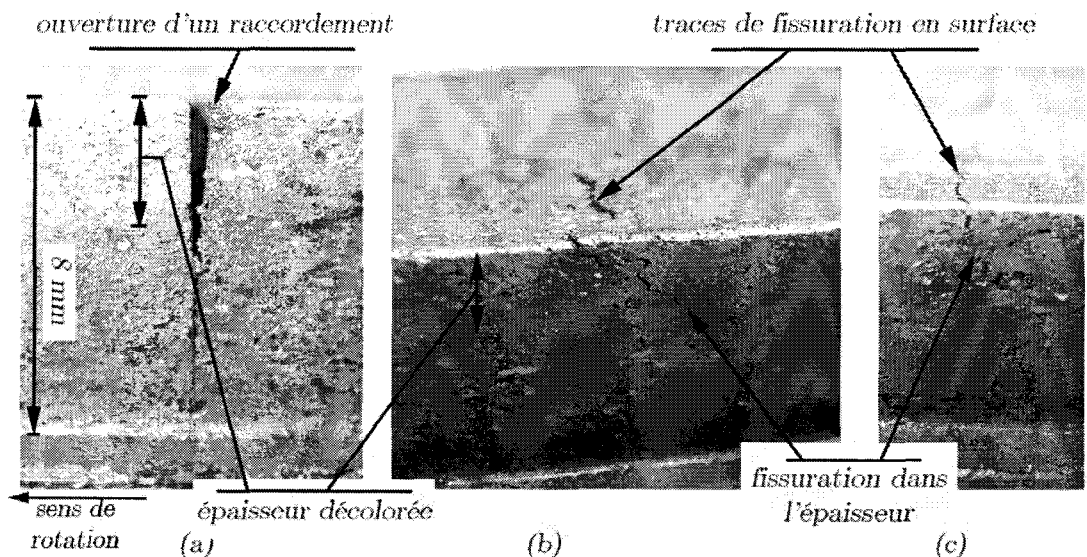 ouverture d'un raccordement
traces de fissuration en surface
8 mm
sens de
rotation
épaisseur décolorée
fissuration dans
l'épaisseur
(a)
(b)
(c)